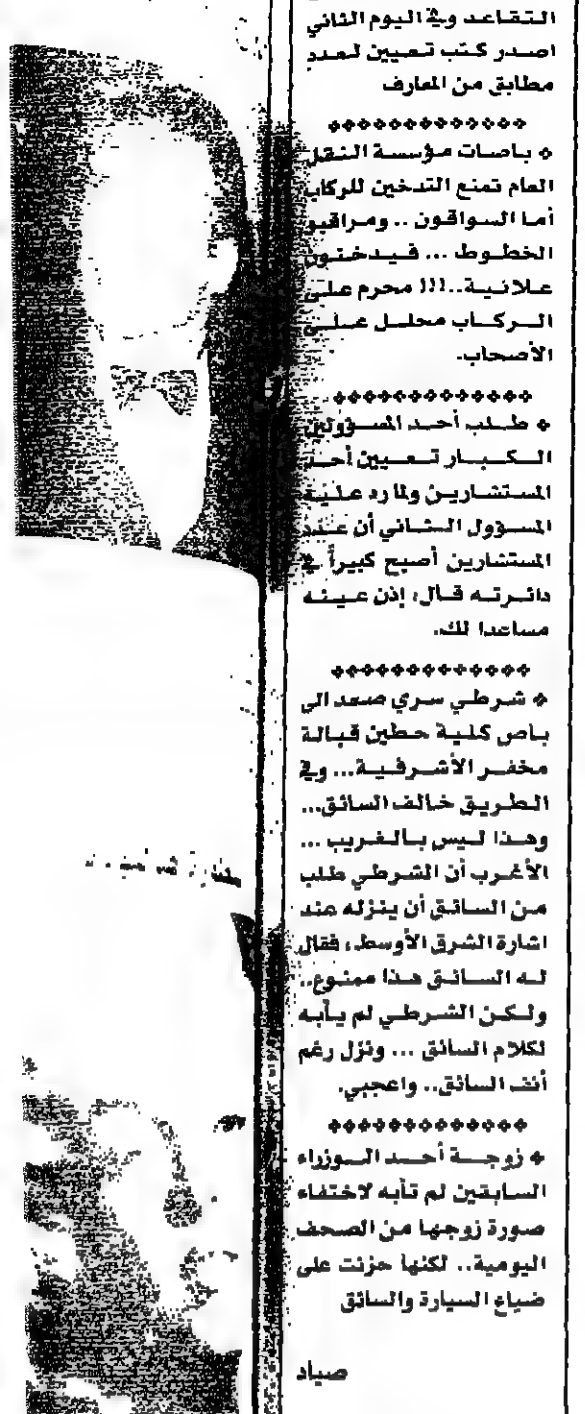 التقاعد وفي اليوم الثاني
اصدر كتب تعيين لعدد
مطابق من المعارف
❖❖❖❖❖❖❖❖❖❖❖❖❖
❖ باصات مؤسسة النقل
العام تمنع التدخين للركاب
أما السواقون .. ومراقبو
الخطوط ... فيدخنون
علانية..!!! محرم على
الركاب محلل على
الأصحاب.
❖❖❖❖❖❖❖❖❖❖❖❖❖
❖ طلب أحد المسؤولين
الكبار تعيين أحد
المستشارين ولما رد عليه
المسؤول الثاني أن عدد
المستشارين أصبح كبيراً في
دائرته قال: إذن عينه
مساعدا لك.
❖❖❖❖❖❖❖❖❖❖❖❖❖
❖ شرطي سري صعد الى
باص كلية حطين قبالة
مخفر الأشرفية... وفي
الطريق خالف السائق...
وهذا ليس بالغريب ...
الأغرب أن الشرطي طلب
من السائق أن ينزله عند
اشارة الشرق الأوسط، فقال
له السائق هذا ممنوع..
ولكن الشرطي لم يأبه
لكلام السائق ... ونزل رغم
أنف السائق.. واعجبي.
❖❖❖❖❖❖❖❖❖❖❖❖❖
❖ زوجة أحد الوزراء
السابقين لم تأبه لاختفاء
صورة زوجها من الصحف
اليومية.. لكنها حزنت على
ضياع السيارة والسائق
صياد